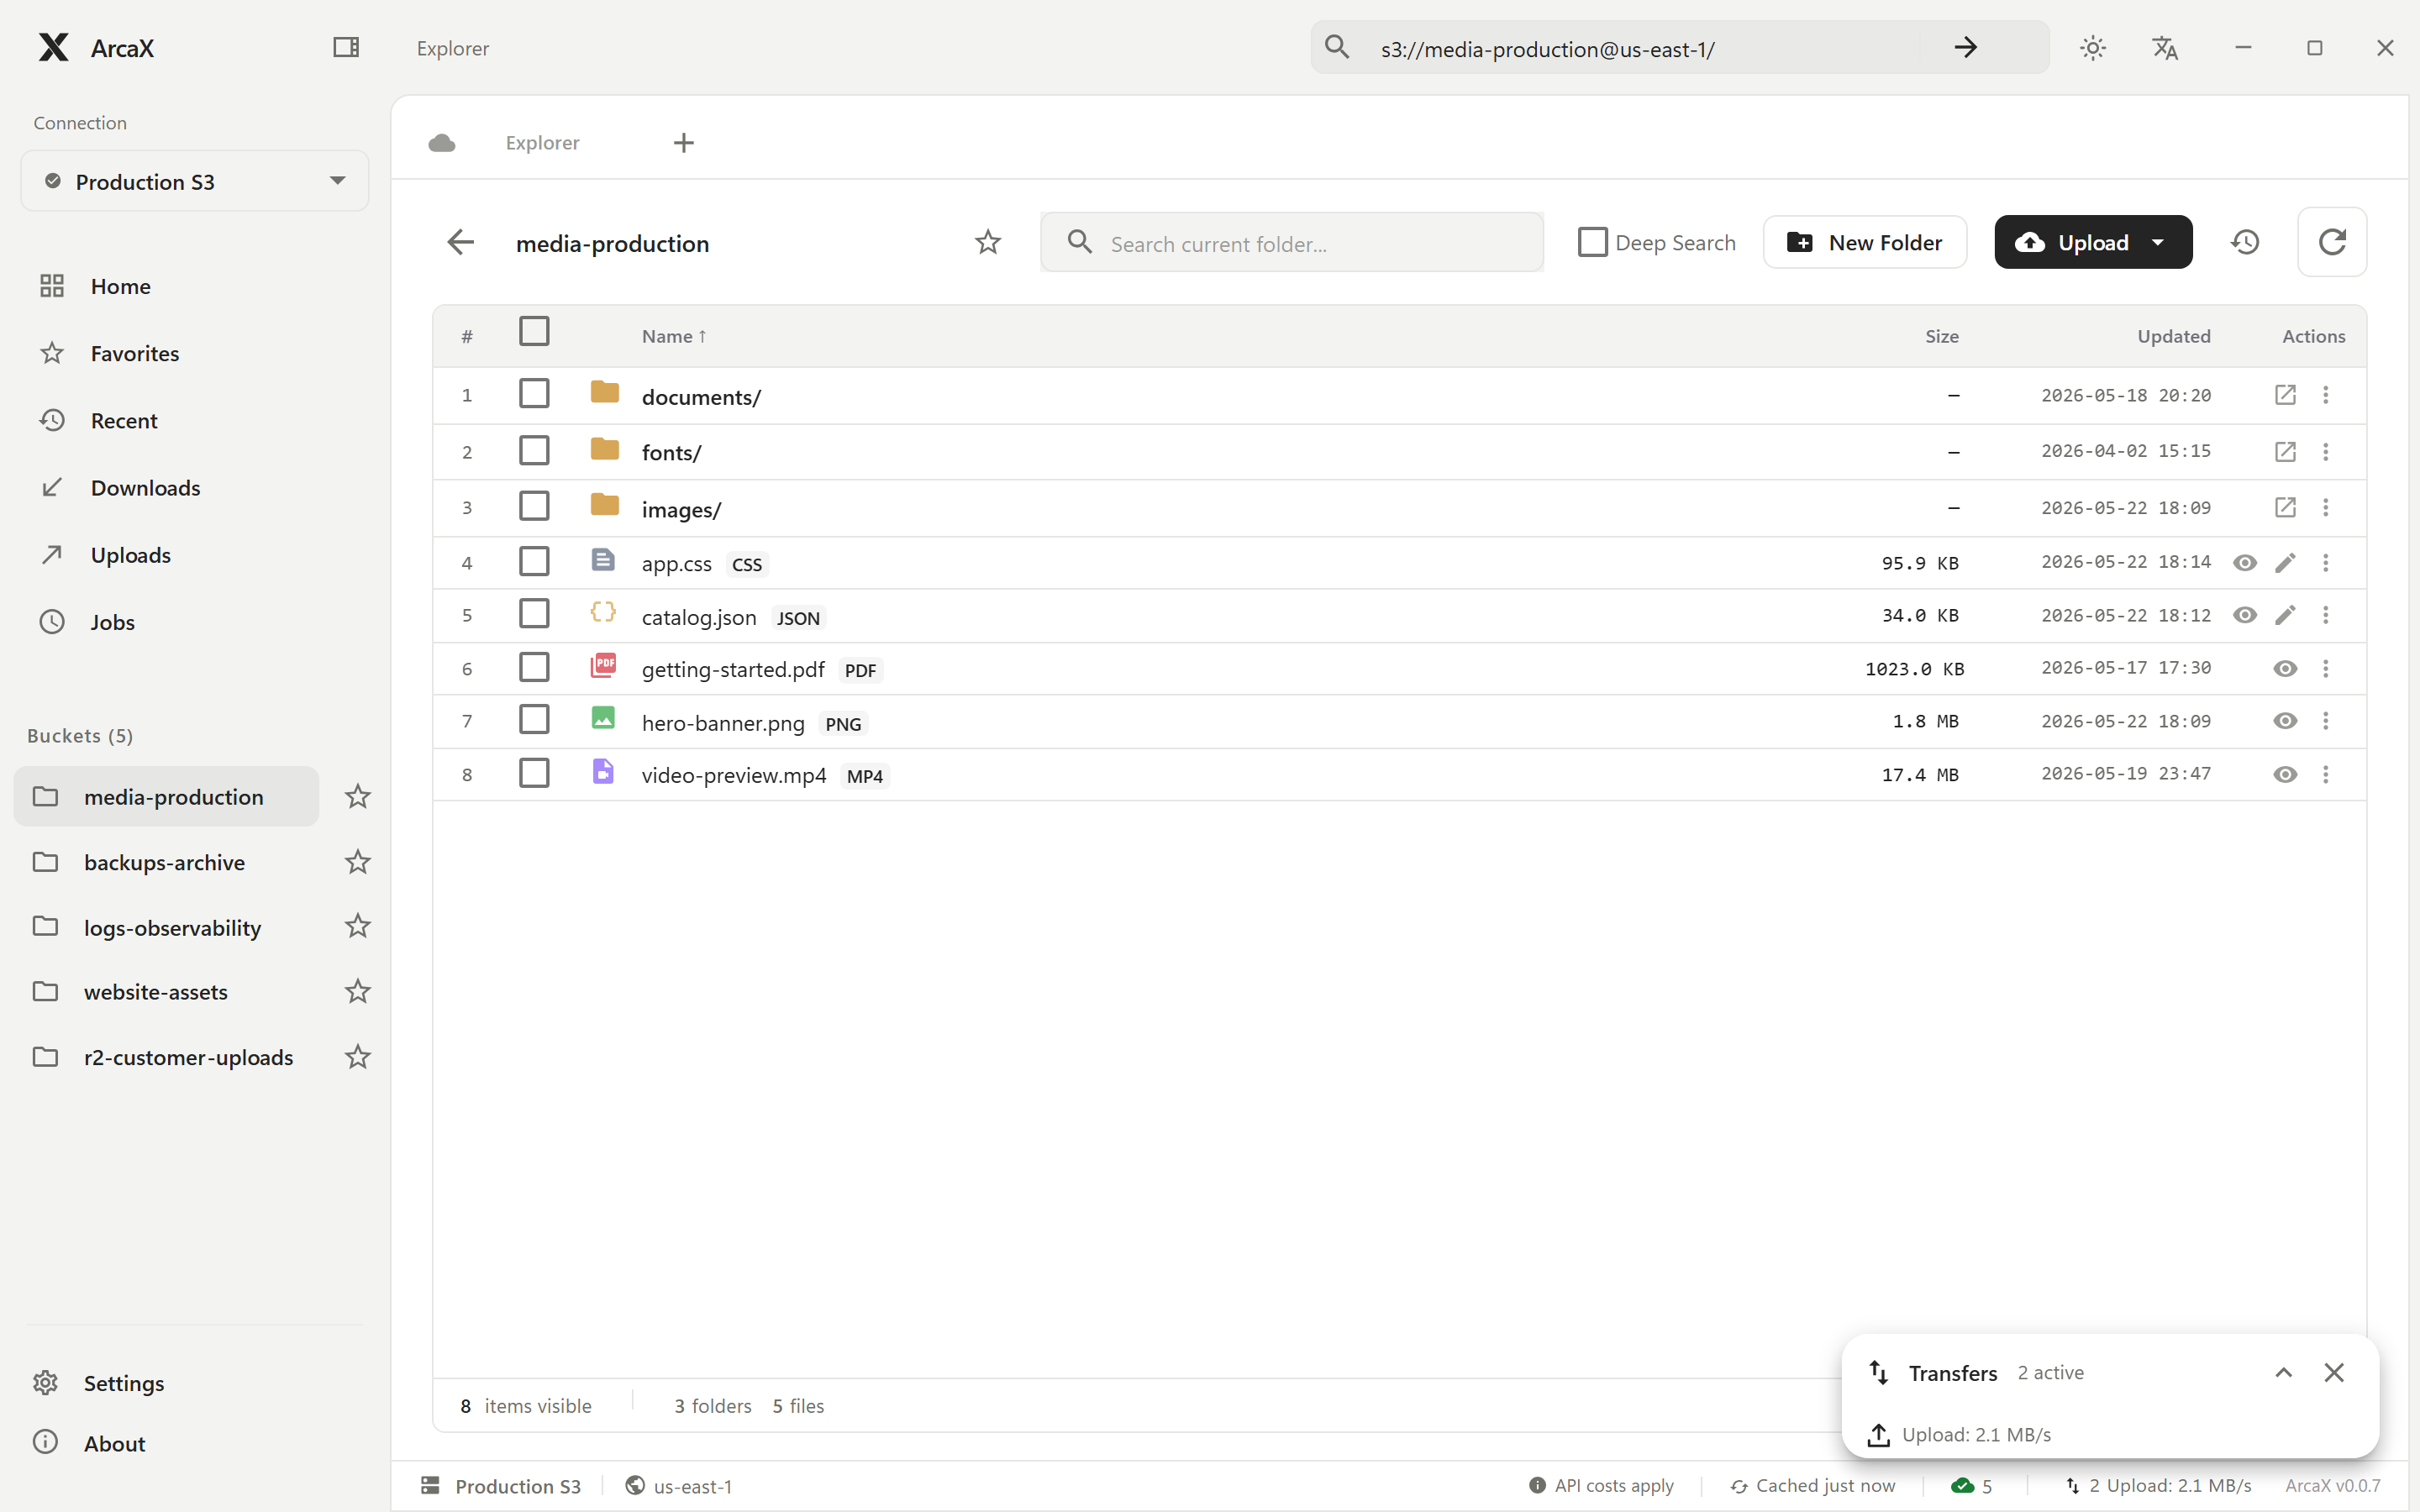 ArcaX
Explorer
s3://media-production@us-east-1/
Connection
Production S3
Home
Favorites
Recent
Downloads
Uploads
Jobs
Buckets (5)
media-production
backups-archive
logs-observability
website-assets
r2-customer-uploads
Settings
About
Explorer
media-production
Search current folder...
Deep Search
New Folder
Upload
# Name ↑ Size Updated Actions
1 documents/ — 2026-05-18 20:20
2 fonts/ — 2026-04-02 15:15
3 images/ — 2026-05-22 18:09
4 app.css CSS 95.9 KB 2026-05-22 18:14
5 catalog.json JSON 34.0 KB 2026-05-22 18:12
6 getting-started.pdf PDF 1023.0 KB 2026-05-17 17:30
7 hero-banner.png PNG 1.8 MB 2026-05-22 18:09
8 video-preview.mp4 MP4 17.4 MB 2026-05-19 23:47
8 items visible 3 folders 5 files
Transfers 2 active
Upload: 2.1 MB/s
Production S3 us-east-1 API costs apply Cached just now 5 2 Upload: 2.1 MB/s ArcaX v0.0.7